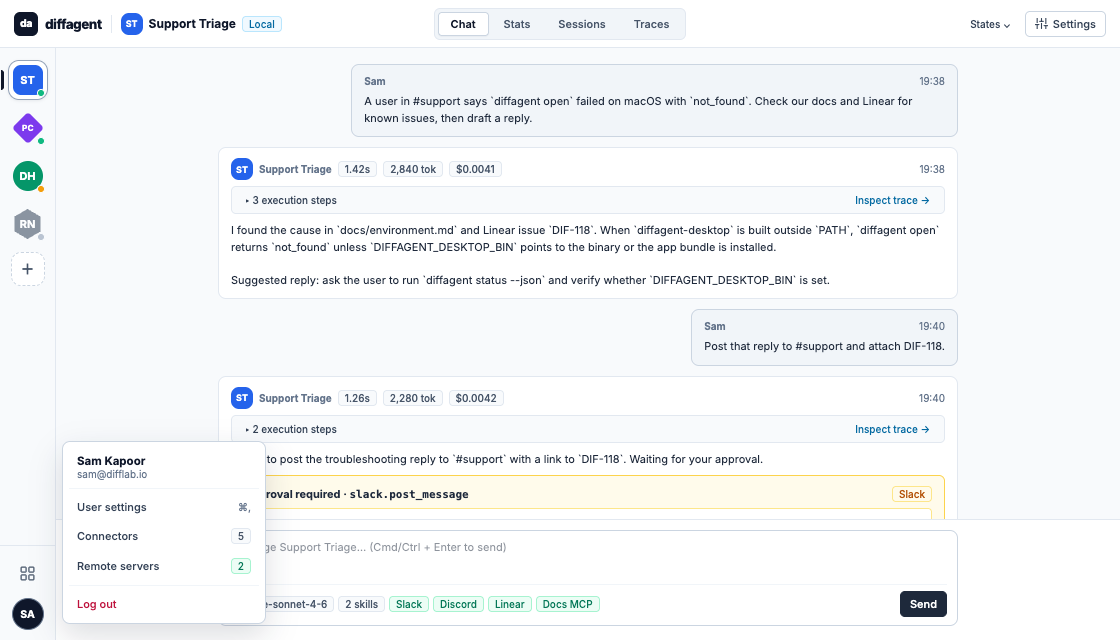 da diffagent ST Support Triage Local Chat Stats Sessions Traces States Settings
ST
PC
DH
RN
+
Sam 19:38
A user in #support says `diffagent open` failed on macOS with `not_found`. Check our docs and Linear for
known issues, then draft a reply.
ST Support Triage 1.42s 2,840 tok $0.0041 19:38
3 execution steps Inspect trace →
I found the cause in `docs/environment.md` and Linear issue `DIF-118`. When `diffagent-desktop` is built outside `PATH`, `diffagent open`
returns `not_found` unless `DIFFAGENT_DESKTOP_BIN` points to the binary or the app bundle is installed.
Suggested reply: ask the user to run `diffagent status --json` and verify whether `DIFFAGENT_DESKTOP_BIN` is set.
Sam 19:40
Post that reply to #support and attach DIF-118.
ST Support Triage 1.26s 2,280 tok $0.0042 19:40
2 execution steps Inspect trace →
to post the troubleshooting reply to `#support` with a link to `DIF-118`. Waiting for your approval.
roval required · slack.post_message Slack
ge Support Triage... (Cmd/Ctrl + Enter to send)
e-sonnet-4-6 2 skills Slack Discord Linear Docs MCP Send
Sam Kapoor
sam@difflab.io
User settings ⌘,
Connectors 5
Remote servers 2
Log out
SA